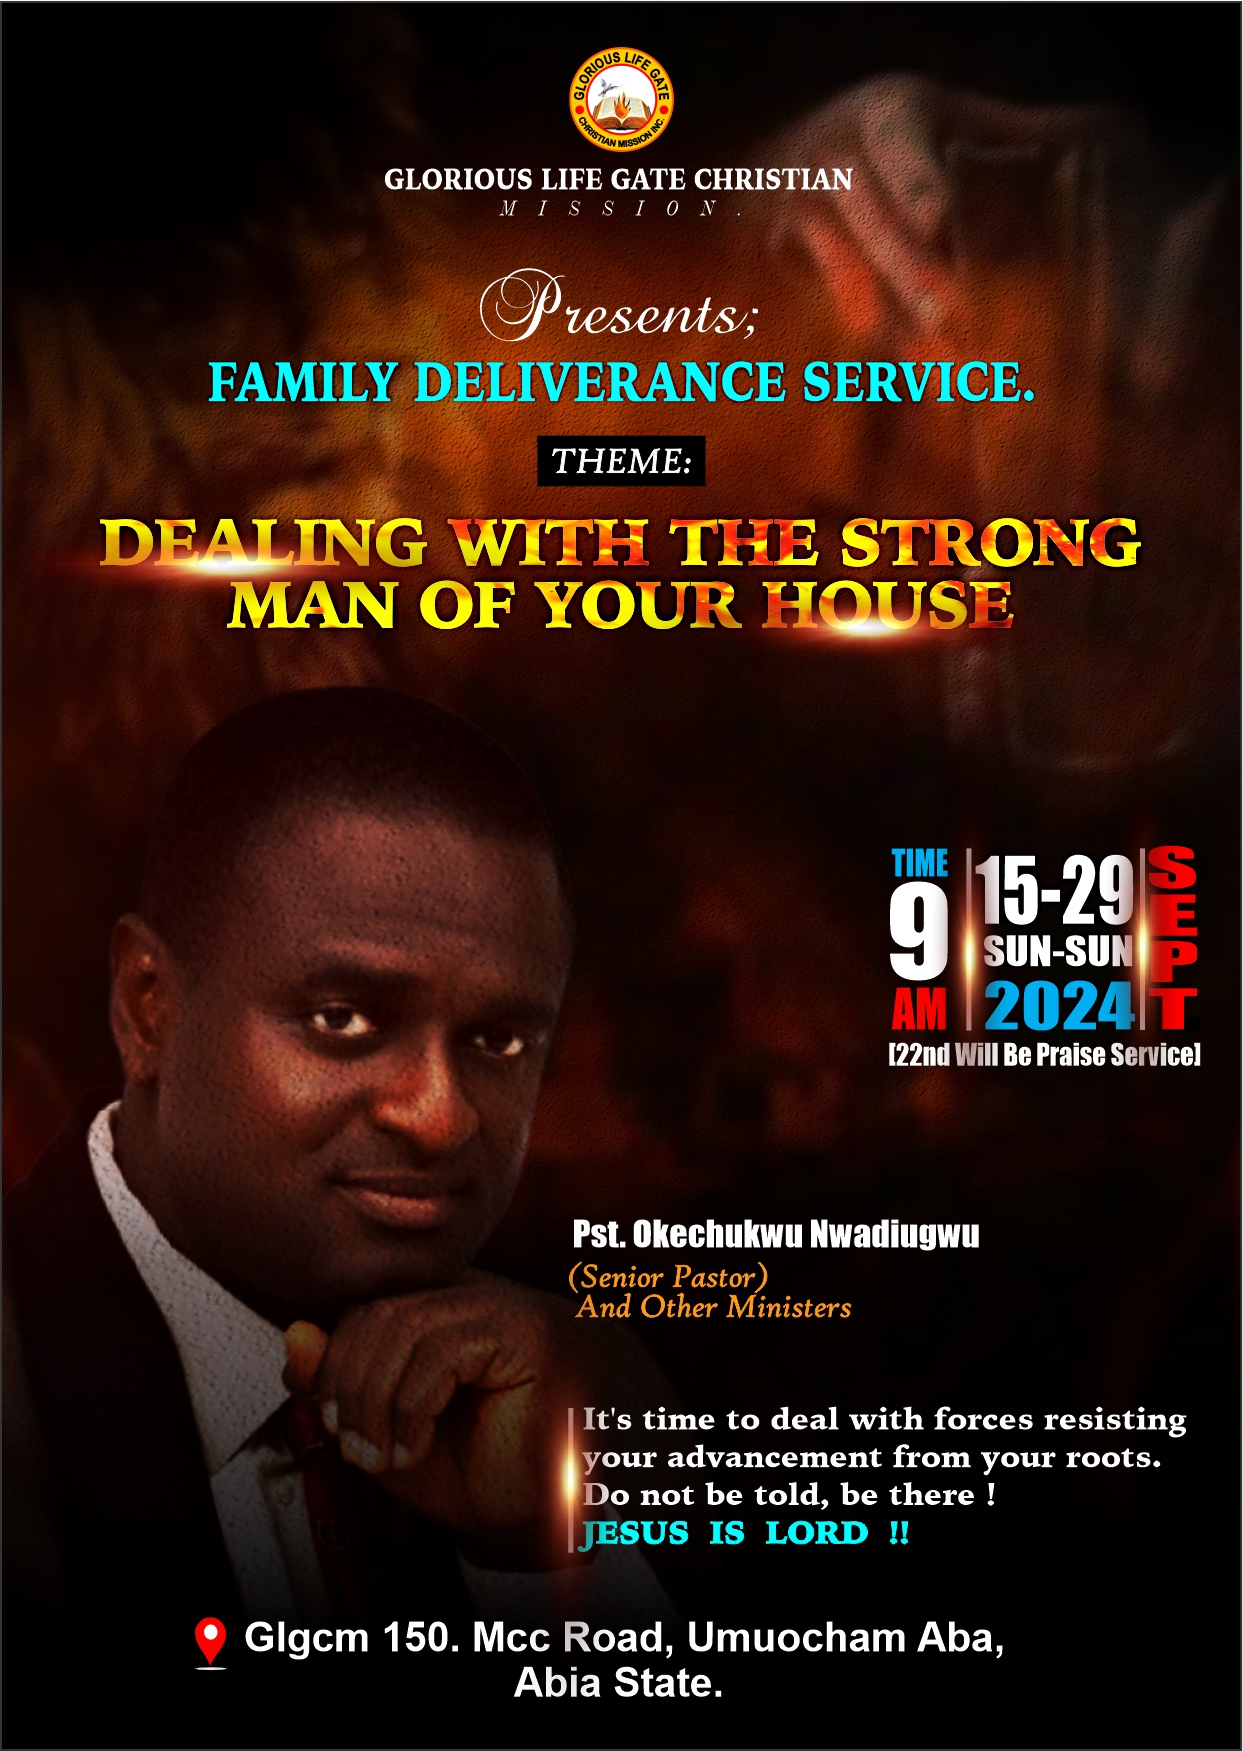 GLORIOUS LIFE GATE
CHRISTIAN MISSION INC.
GLORIOUS LIFE GATE CHRISTIAN
MISSION.
Presents;
FAMILY DELIVERANCE SERVICE.
THEME:
DEALING WITH THE STRONG
MAN OF YOUR HOUSE
TIME
9
AM
15-29
SUN-SUN
2024
SEPT.
[22nd Will Be Praise Service]
Pst. Okechukwu Nwadiugwu
(Senior Pastor)
And Other Ministers
It's time to deal with forces resisting
your advancement from your roots.
Do not be told, be there !
JESUS IS LORD !!
Glgcm 150. Mcc Road, Umuocham Aba,
Abia State.